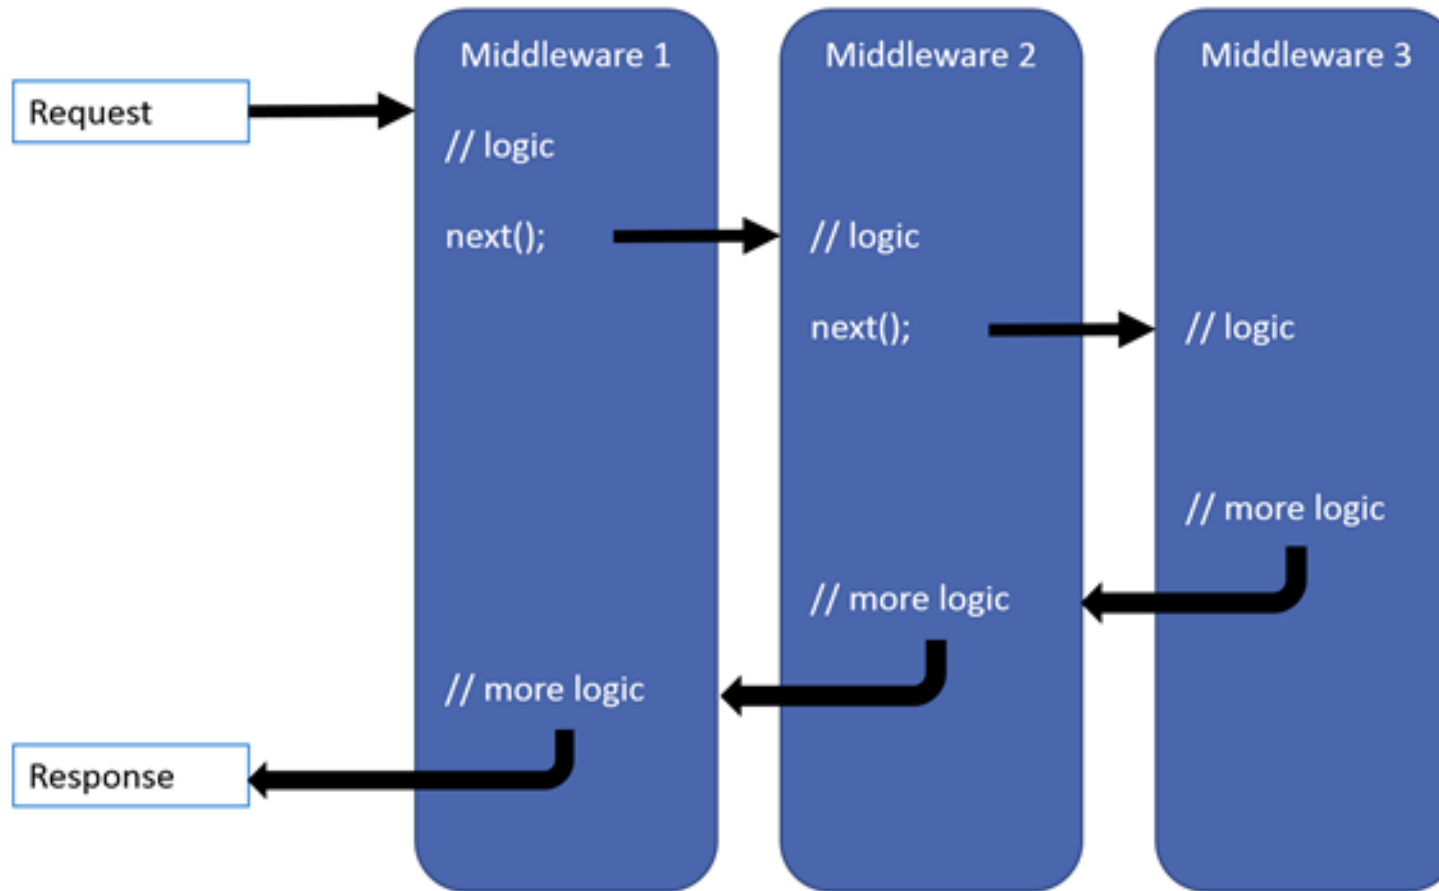 Middleware 1
Middleware 2
Middleware 3
Request
// logic
next();
// logic
next();
// logic
// more logic
// more logic
// more logic
Response